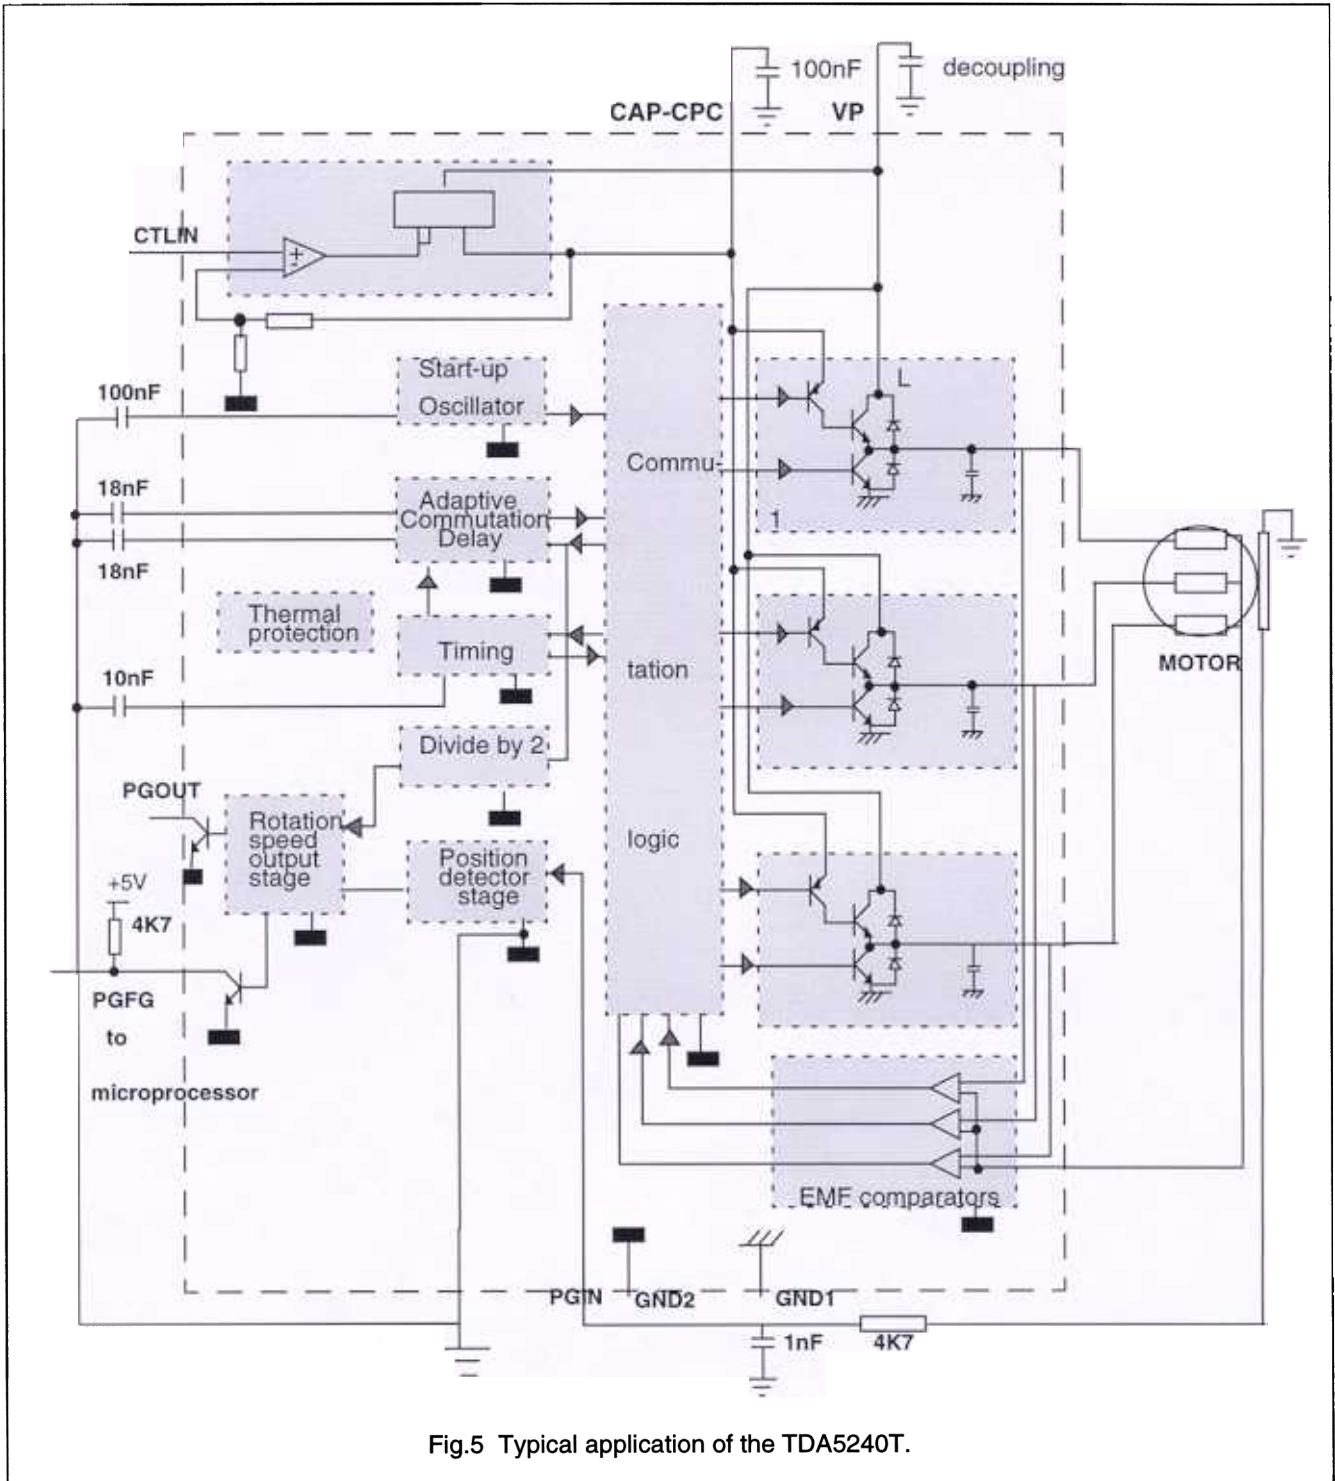 100nF
decoupling
CAP-CPC
VP
CTLIN
+
-
Start-up
Oscillator
100nF
L
Commu-
18nF
Adaptive
Commutation
Delay
1
18nF
Thermal
protection
Timing
tation
MOTOR
10nF
Divide by 2
PGOUT
Rotation
speed
output
stage
logic
Position
detector
stage
+5V
4K7
PGFG
to
microprocessor
EMF comparators
PGIN
GND2
GND1
1nF
4K7
Fig.5 Typical application of the TDA5240T.